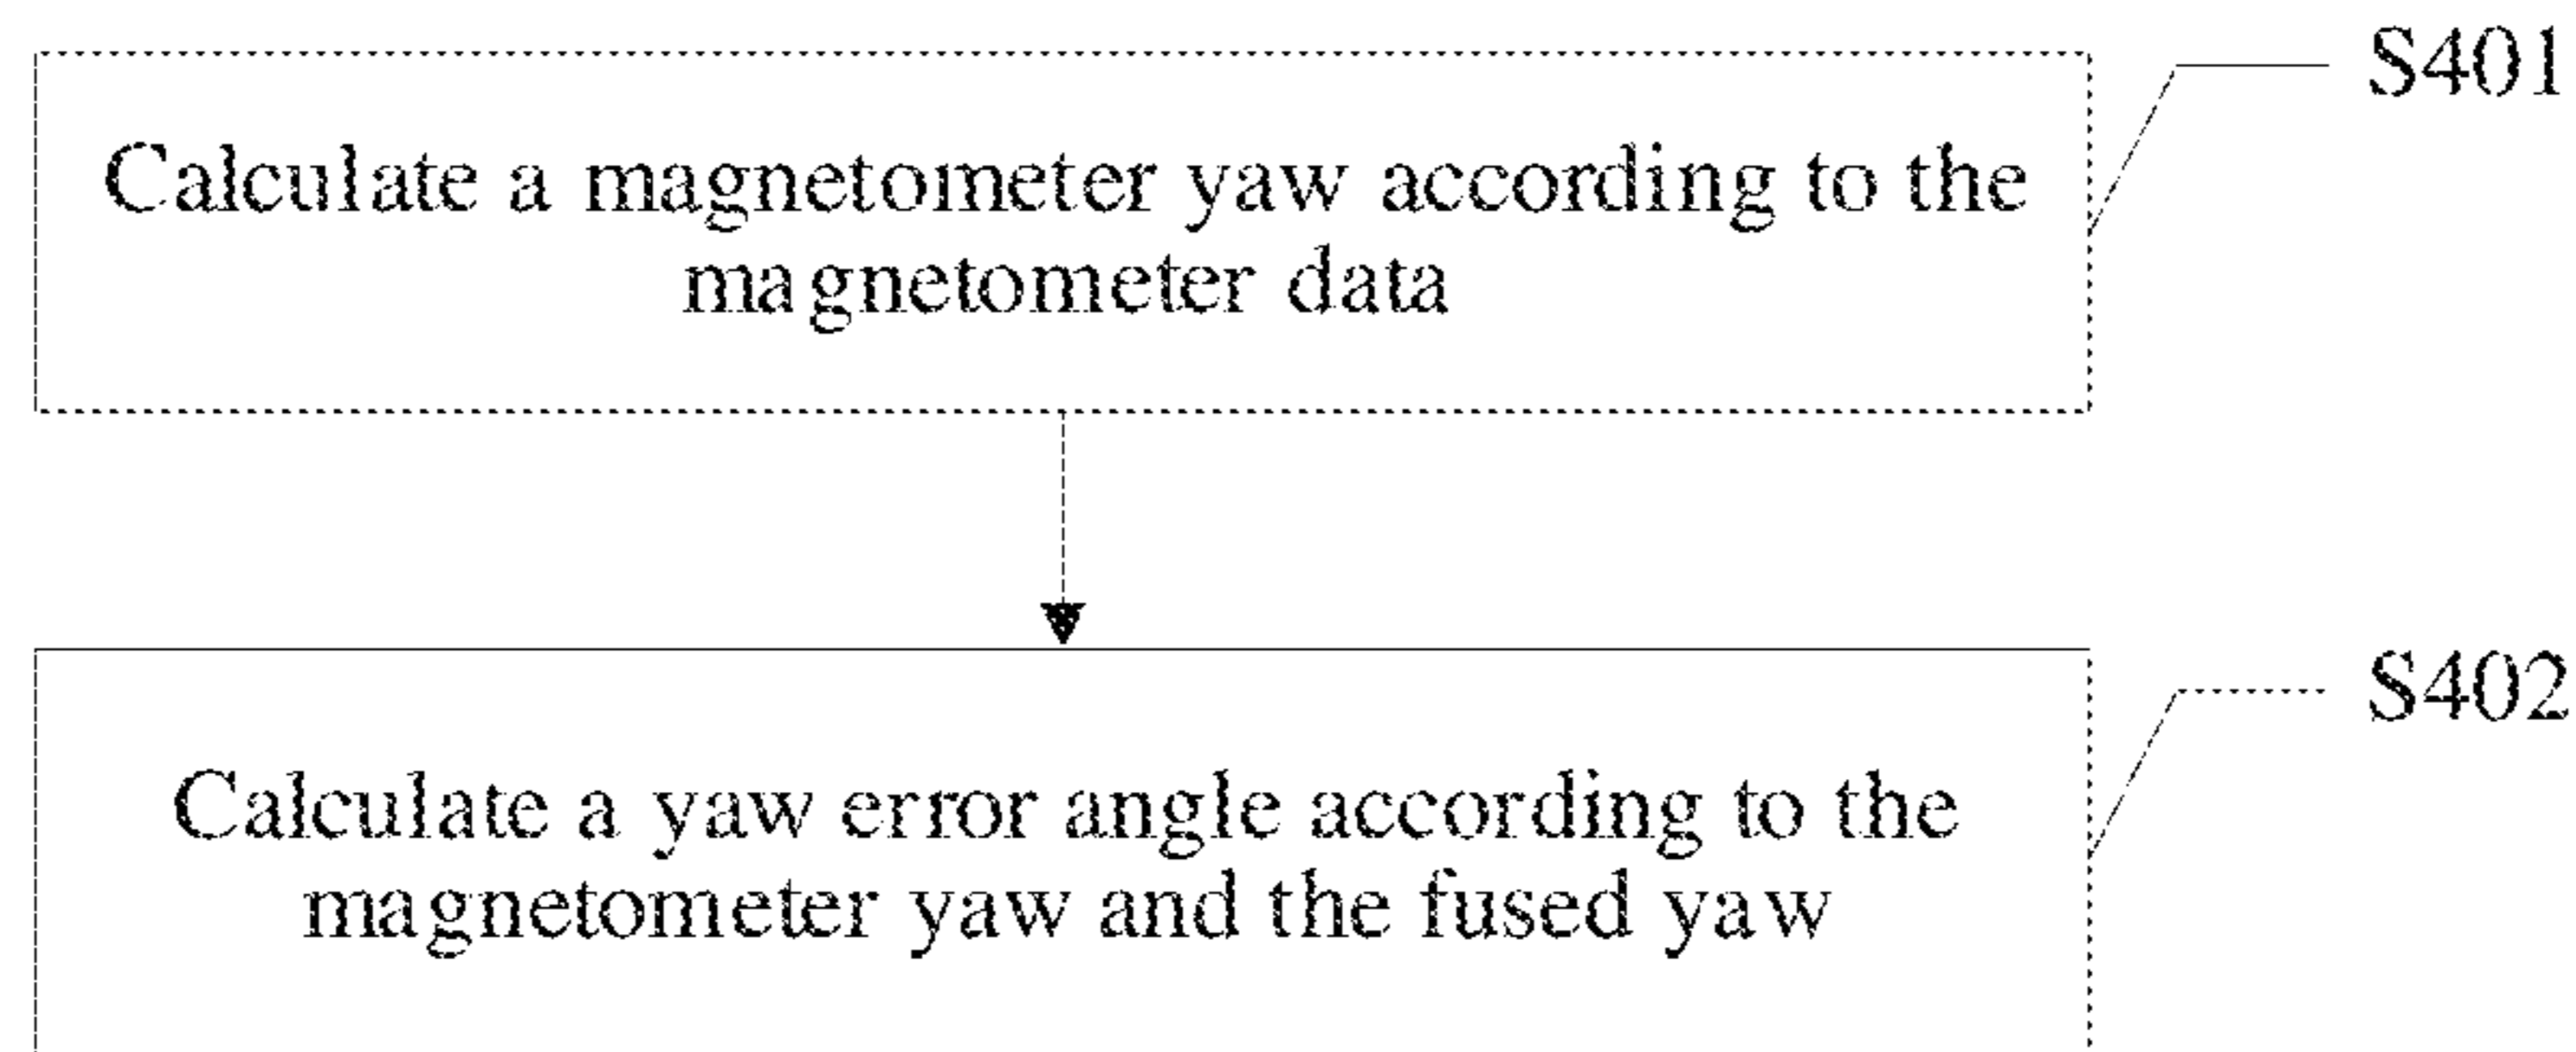 S401
Calculate a magnetometer yaw according to the
magnetometer data
S402
Calculate a yaw error angle according to the
magnetometer yaw and the fused yaw